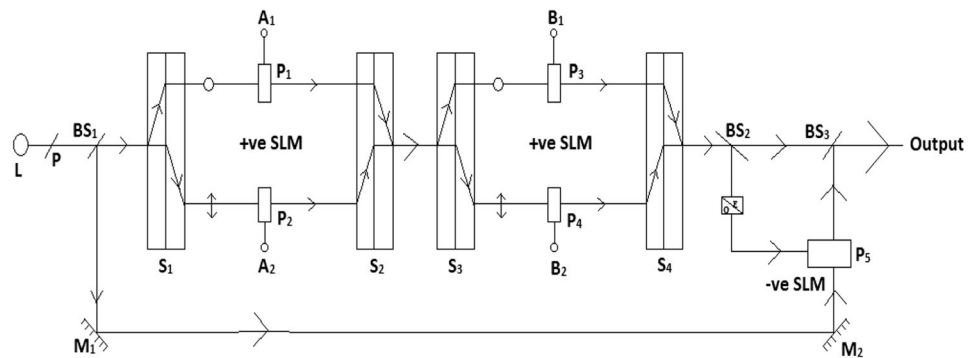 A₁ B₁
P₁ P₃
L P BS₁ +ve SLM +ve SLM BS₂ BS₃ Output
P₂ P₄
S₁ A₂ S₂ S₃ B₂ S₄ P₅
-ve SLM
M₁ M₂